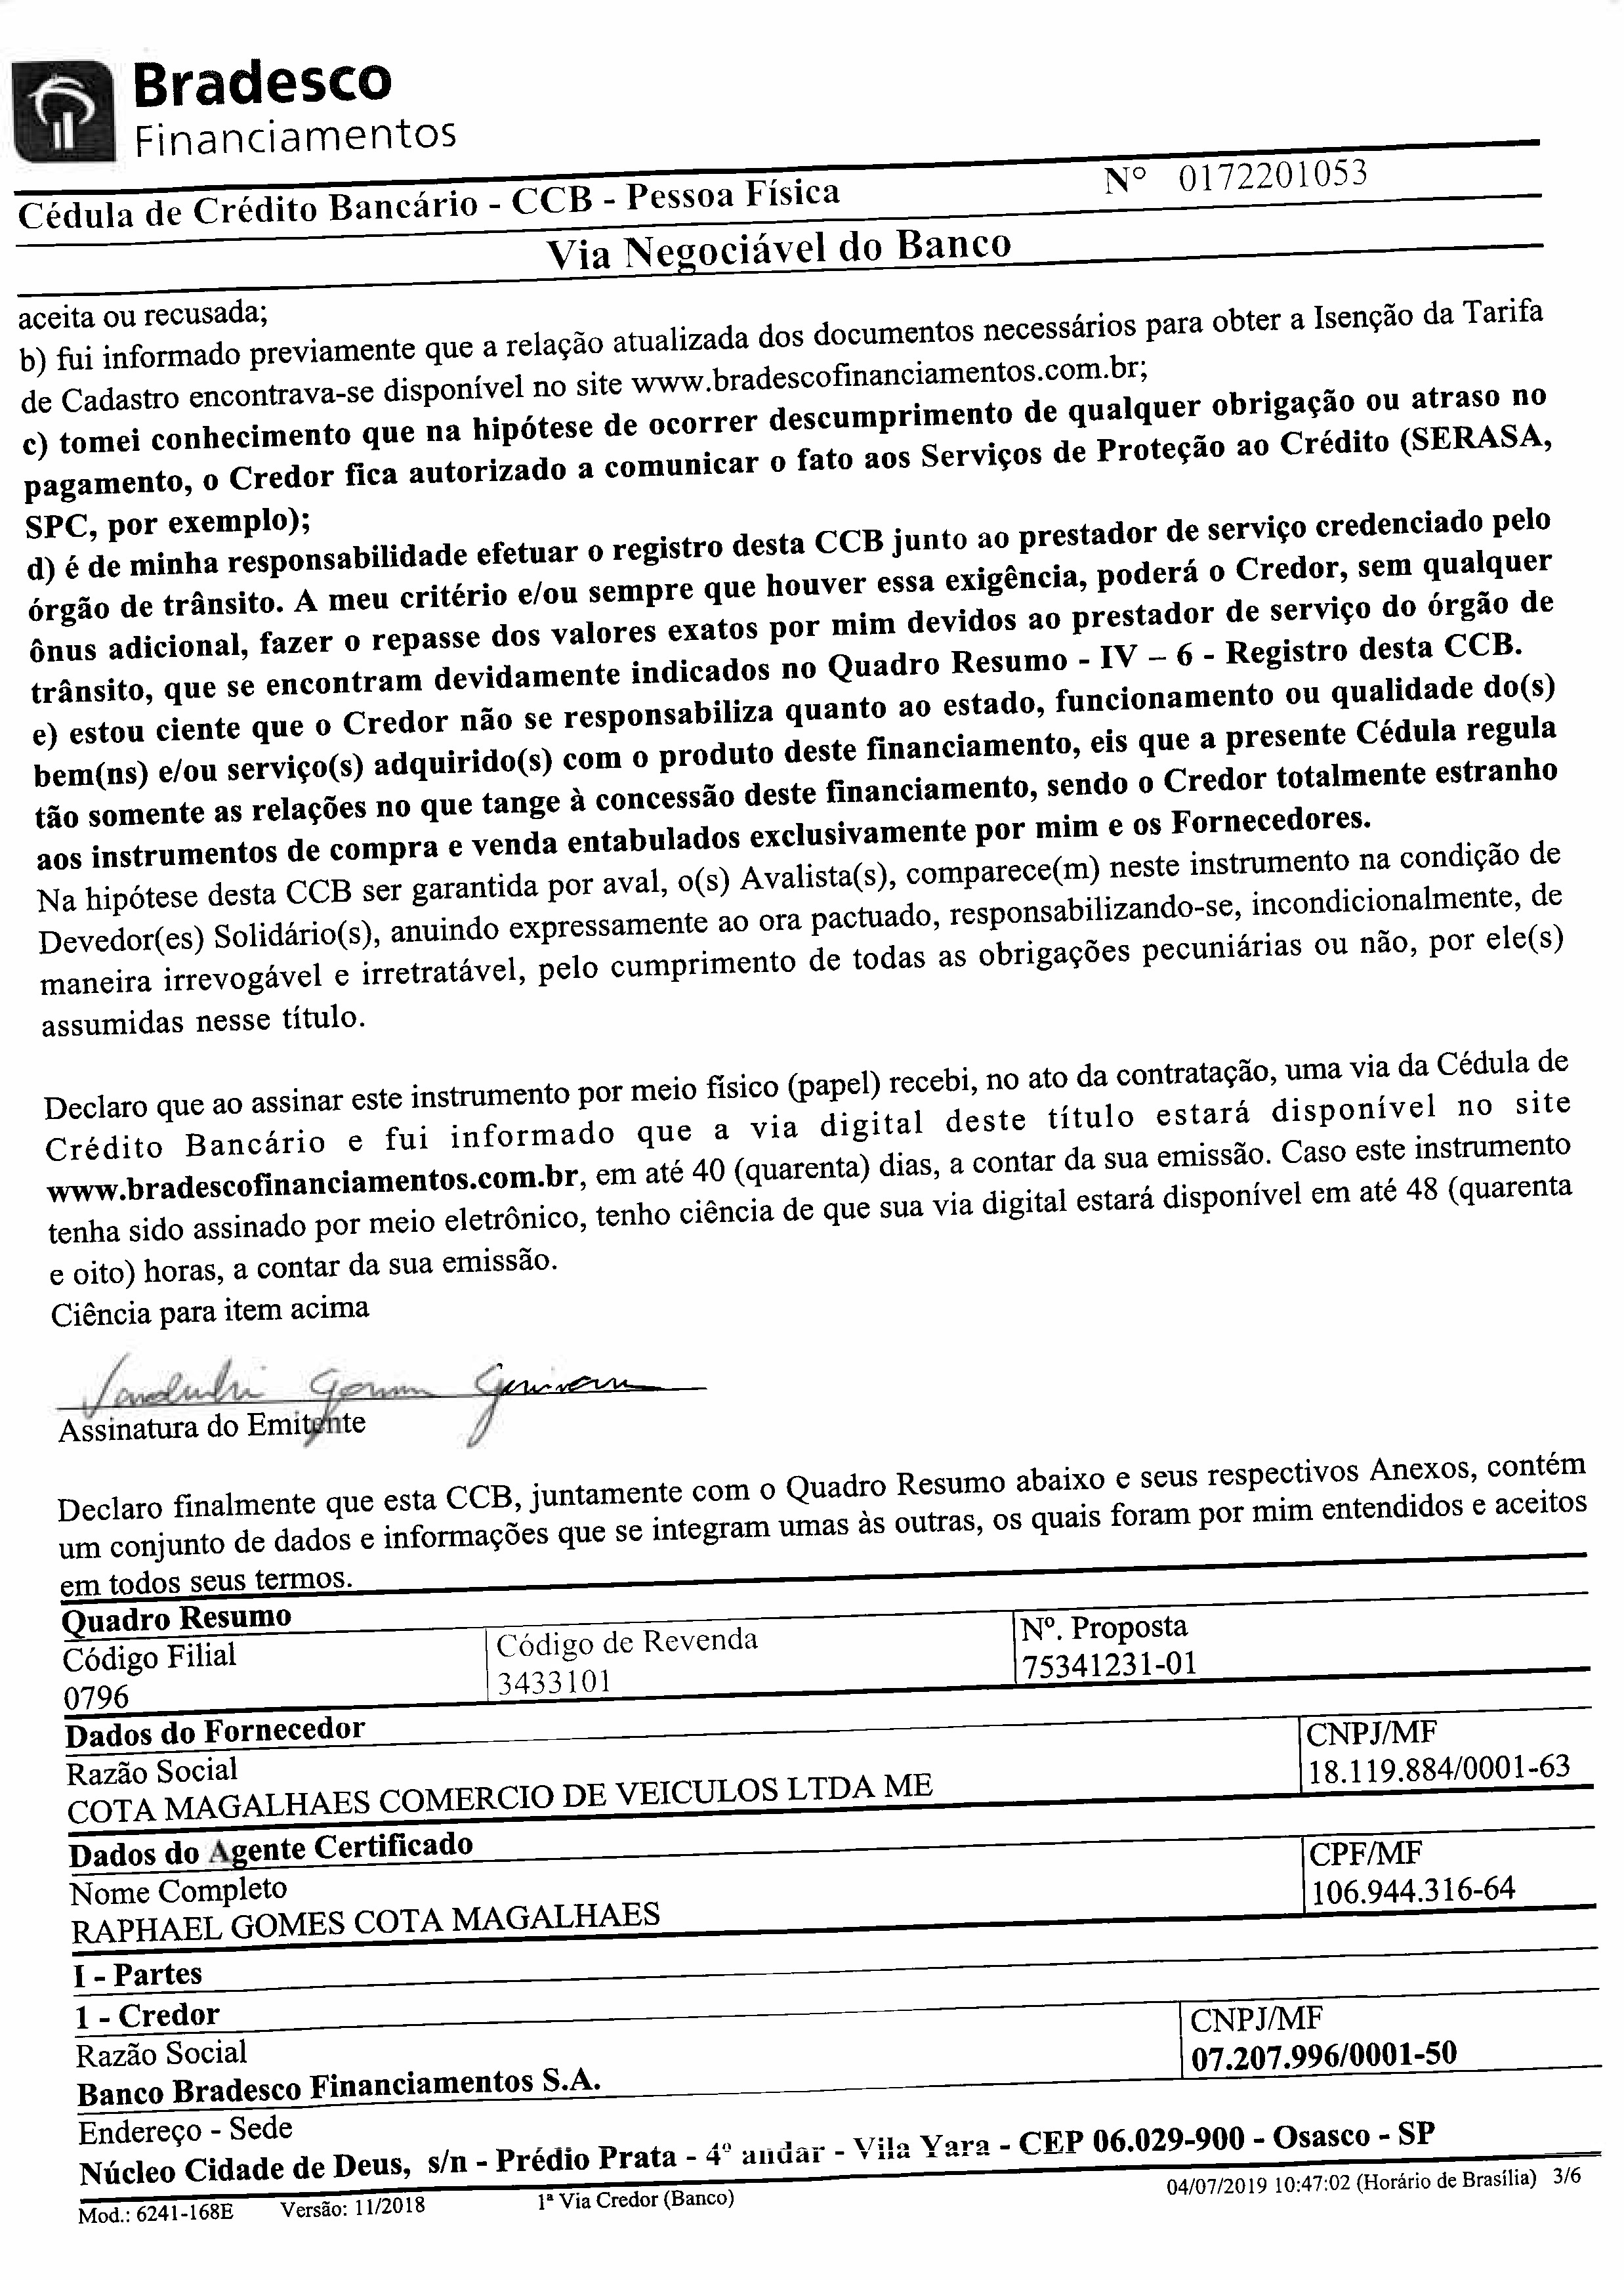 Bradesco
Financiamentos
Cédula de Crédito Bancário - CCB - Pessoa Física Nº 0172201053
Via Negociável do Banco
aceita ou recusada;
b) fui informado previamente que a relação atualizada dos documentos necessários para obter a Isenção da Tarifa
de Cadastro encontrava-se disponível no site www.bradescofinanciamentos.com.br;
c) tomei conhecimento que na hipótese de ocorrer descumprimento de qualquer obrigação ou atraso no
pagamento, o Credor fica autorizado a comunicar o fato aos Serviços de Proteção ao Crédito (SERASA,
SPC, por exemplo);
d) é de minha responsabilidade efetuar o registro desta CCB junto ao prestador de serviço credenciado pelo
órgão de trânsito. A meu critério e/ou sempre que houver essa exigência, poderá o Credor, sem qualquer
ônus adicional, fazer o repasse dos valores exatos por mim devidos ao prestador de serviço do órgão de
trânsito, que se encontram devidamente indicados no Quadro Resumo - IV – 6 - Registro desta CCB.
e) estou ciente que o Credor não se responsabiliza quanto ao estado, funcionamento ou qualidade do(s)
bem(ns) e/ou serviço(s) adquirido(s) com o produto deste financiamento, eis que a presente Cédula regula
tão somente as relações no que tange à concessão deste financiamento, sendo o Credor totalmente estranho
aos instrumentos de compra e venda entabulados exclusivamente por mim e os Fornecedores.
Na hipótese desta CCB ser garantida por aval, o(s) Avalista(s), comparece(m) neste instrumento na condição de
Devedor(es) Solidário(s), anuindo expressamente ao ora pactuado, responsabilizando-se, incondicionalmente, de
maneira irrevogável e irretratável, pelo cumprimento de todas as obrigações pecuniárias ou não, por ele(s)
assumidas nesse título.
Declaro que ao assinar este instrumento por meio físico (papel) recebi, no ato da contratação, uma via da Cédula de
Crédito Bancário e fui informado que a via digital deste título estará disponível no site
www.bradescofinanciamentos.com.br, em até 40 (quarenta) dias, a contar da sua emissão. Caso este instrumento
tenha sido assinado por meio eletrônico, tenho ciência de que sua via digital estará disponível em até 48 (quarenta
e oito) horas, a contar da sua emissão.
Ciência para item acima
Assinatura do Emitente
Declaro finalmente que esta CCB, juntamente com o Quadro Resumo abaixo e seus respectivos Anexos, contém
um conjunto de dados e informações que se integram umas às outras, os quais foram por mim entendidos e aceitos
em todos seus termos.
Quadro Resumo
Código Filial Código de Revenda Nº. Proposta
0796 3433101 75341231-01
Dados do Fornecedor
Razão Social CNPJ/MF
COTA MAGALHAES COMERCIO DE VEICULOS LTDA ME 18.119.884/0001-63
Dados do Agente Certificado
Nome Completo CPF/MF
RAPHAEL GOMES COTA MAGALHAES 106.944.316-64
I - Partes
1 - Credor
Razão Social CNPJ/MF
Banco Bradesco Financiamentos S.A. 07.207.996/0001-50
Endereço - Sede
Núcleo Cidade de Deus, s/n - Prédio Prata - 4º andar - Vila Yara - CEP 06.029-900 - Osasco - SP
Mod.: 6241-168E Versão: 11/2018 1ª Via Credor (Banco) 04/07/2019 10:47:02 (Horário de Brasília) 3/6